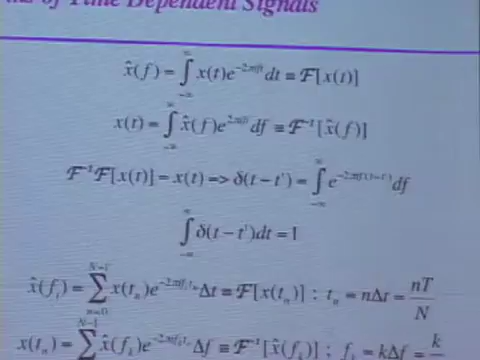 of Time Dependent Signals
x̂(f) = ∫_{-∞}^{∞} x(t)e^{-2πift} dt ≡ F[x(t)]
x(t) = ∫_{-∞}^{∞} x̂(f)e^{2πift} df ≡ F⁻¹[x̂(f)]
F⁻¹F[x(t)] = x(t) => δ(t − t') = ∫_{-∞}^{∞} e^{-2πif(t−t')} df
∫_{-∞}^{∞} δ(t − t')dt = 1
x̂(f_k) = ∑_{n=0}^{N−1} x(t_n)e^{-2πif_k t_n} Δt ≡ F[x(t_n)] ; t_n = nΔt = nT/N
x(t_n) = ∑^{N−1} x̂(f_k)e^{-2πif_k t_n} Δf ≡ F⁻¹[x̂(f_k)] ; f_k = kΔf = k